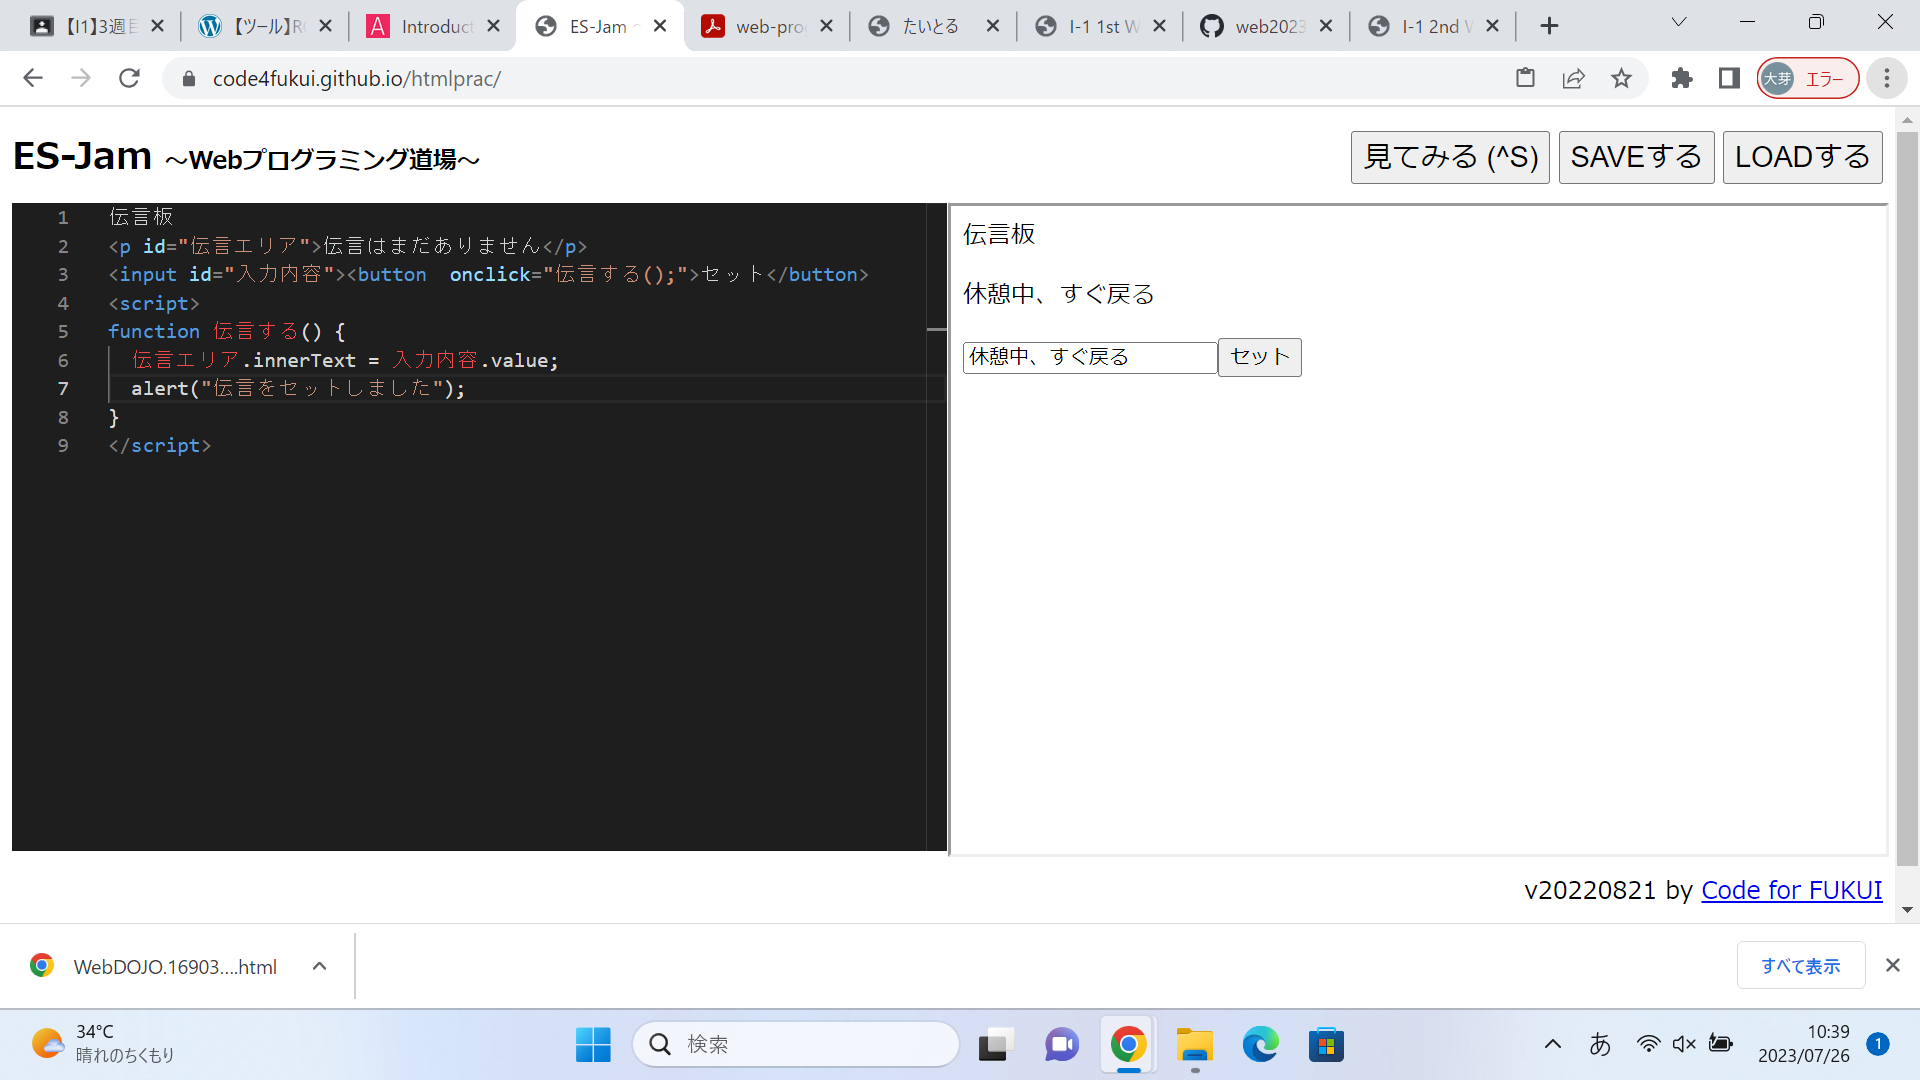 【I1】3週目
【ツール】R
Introduct
ES-Jam ~
web-pro
たいとる
I-1 1st W
web2023
I-1 2nd W
code4fukui.github.io/htmlprac/
大芽 エラー
ES-Jam ～Webプログラミング道場～
見てみる (^S)
SAVEする
LOADする
1 伝言板
2 <p id="伝言エリア">伝言はまだありません</p>
3 <input id="入力内容"><button  onclick="伝言する();">セット</button>
4 <script>
5 function 伝言する() {
6   伝言エリア.innerText = 入力内容.value;
7   alert("伝言をセットしました");
8 }
9 </script>
伝言板
休憩中、すぐ戻る
休憩中、すぐ戻る セット
v20220821 by Code for FUKUI
WebDOJO.16903....html
すべて表示
34°C
晴れのちくもり
検索
あ
10:39
2023/07/26
1